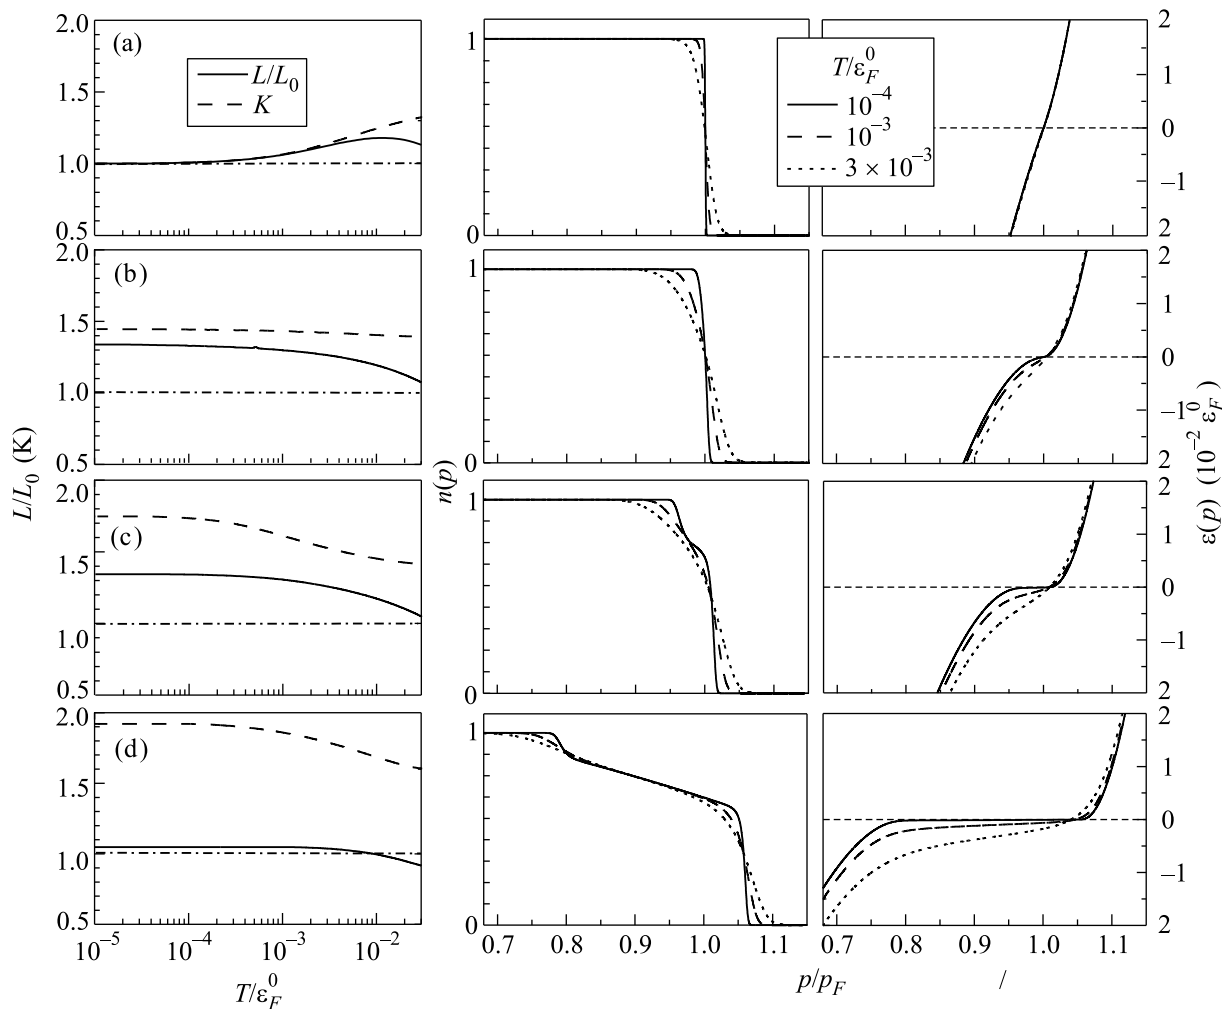 (a)
L/L₀
K
2.0
1.5
1.0
0.5
1
0
T/ε_F^0
10⁻⁴
10⁻³
3 × 10⁻³
2
1
0
−1
2
(b)
2.0
1.5
1.0
0.5
1
0
2
1
0
−1
2
(c)
2.0
1.5
1.0
0.5
1
0
2
1
0
−1
2
(d)
2.0
1.5
1.0
0.5
1
0
2
1
0
−1
2
L/L₀ (K)
n(p)
ε(p) (10⁻² ε_F^0)
10⁻⁵ 10⁻⁴ 10⁻³ 10⁻²
0.7 0.8 0.9 1.0 1.1
0.7 0.8 0.9 1.0 1.1
T/ε_F^0
p/p_F
/